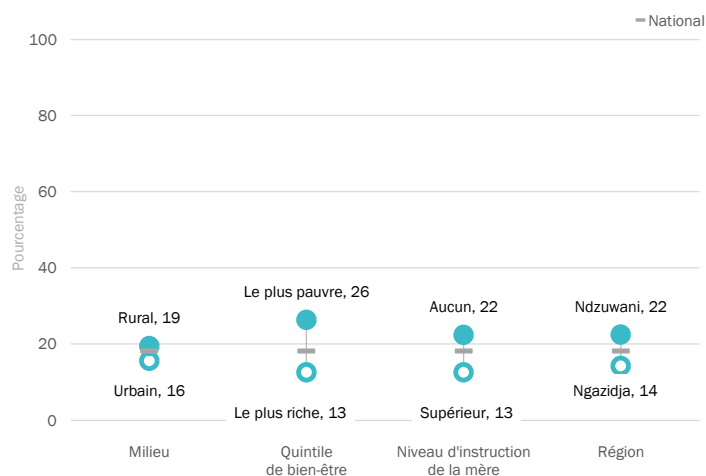 National
100
80
60
40
20
0
Pourcentage
Le plus pauvre, 26
Rural, 19
Aucun, 22
Ndzuwani, 22
Urbain, 16
Ngazidja, 14
Le plus riche, 13
Supérieur, 13
Milieu
Quintile
de bien-être
Niveau d'instruction
de la mère
Région